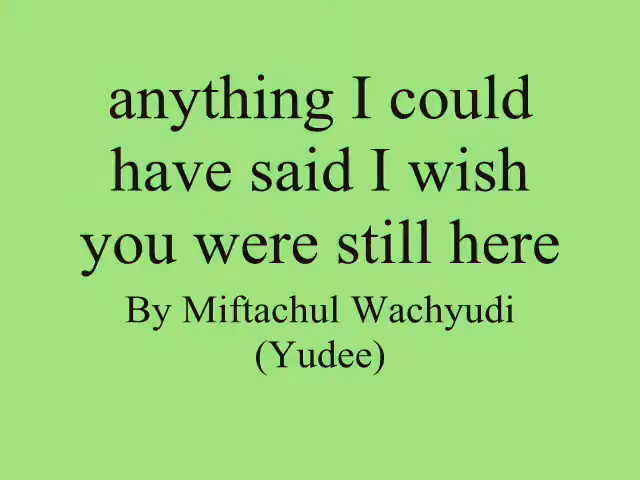 anything I could
have said I wish
you were still here
By Miftachul Wachyudi
(Yudee)